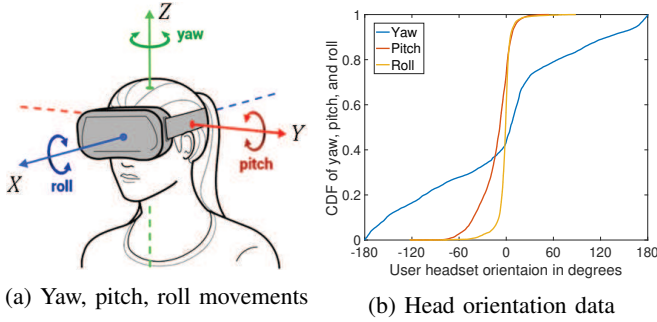 Z
yaw
Y
pitch
X
roll
(a) Yaw, pitch, roll movements
CDF of yaw, pitch, and roll
1
0.8
0.6
0.4
0.2
0
Yaw
Pitch
Roll
-180 -120 -60 0 60 120 180
User headset orientaion in degrees
(b) Head orientation data